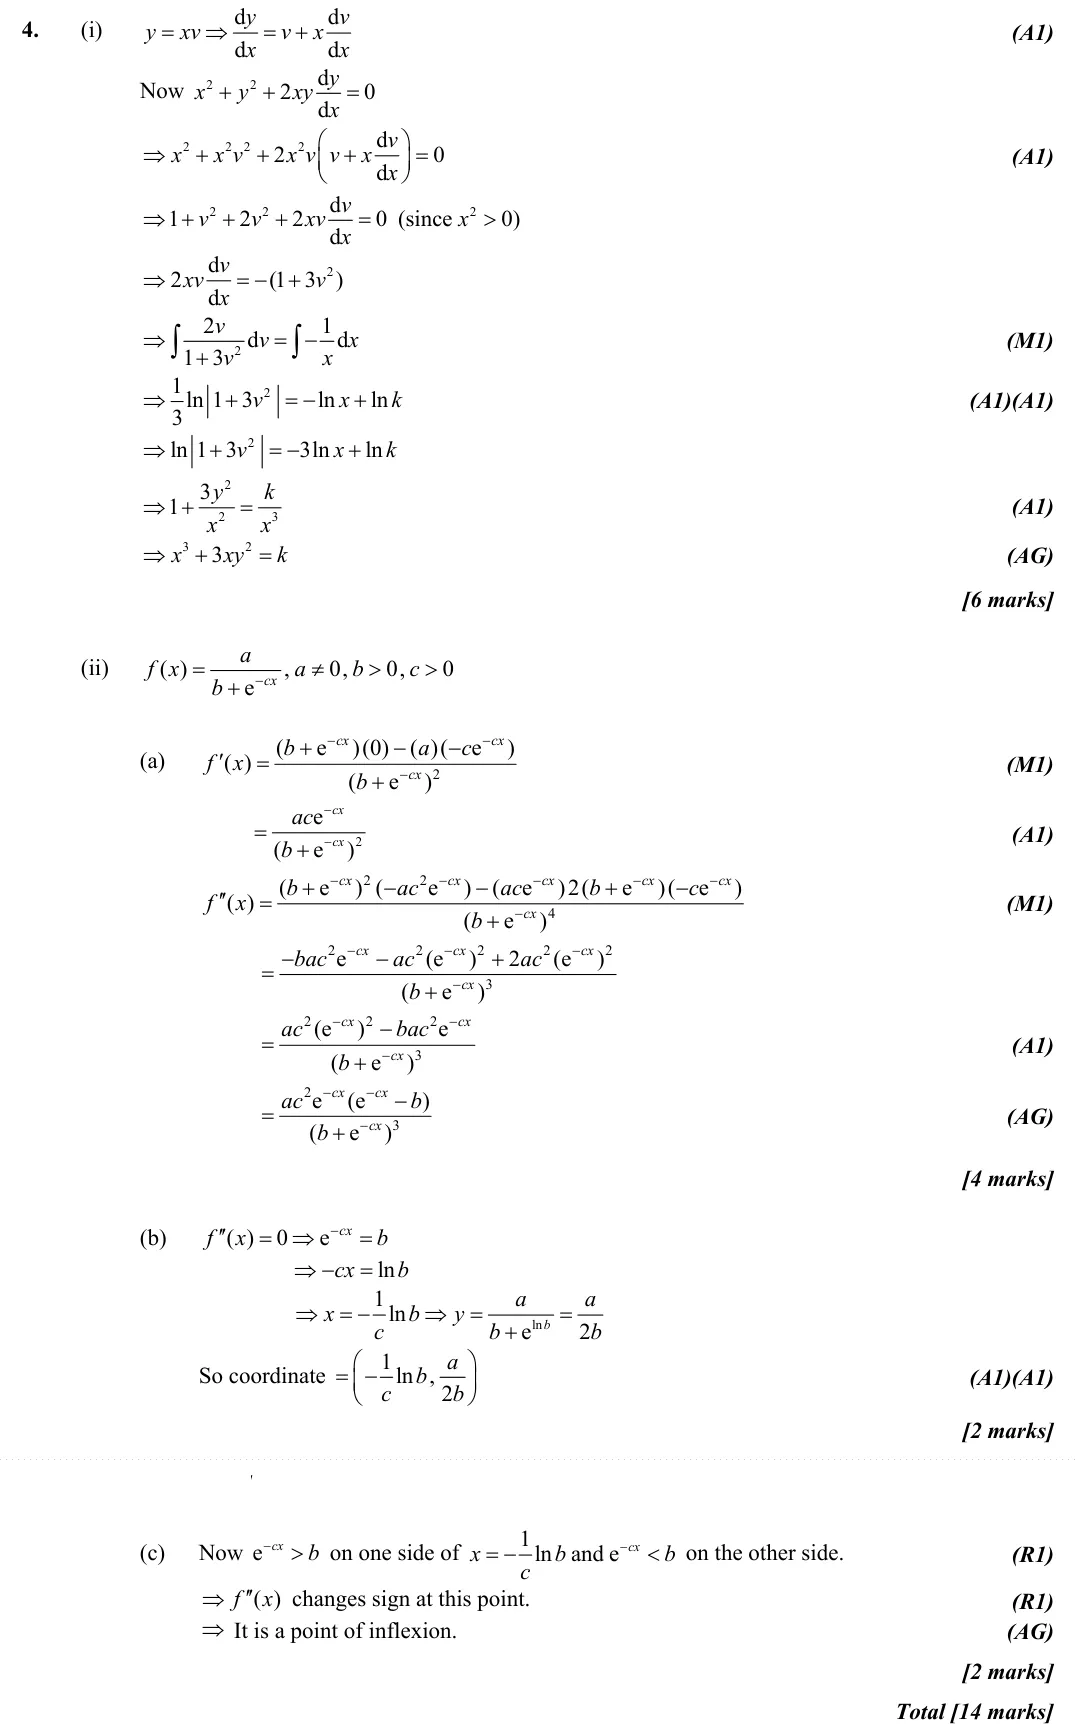 4. (i) y = xv ⇒ dy/dx = v + x dv/dx (A1)
Now x² + y² + 2xy dy/dx = 0
⇒ x² + x²v² + 2x²v(v + x dv/dx) = 0 (A1)
⇒ 1 + v² + 2v² + 2xv dv/dx = 0 (since x² > 0)
⇒ 2xv dv/dx = −(1 + 3v²)
⇒ ∫ 2v/(1 + 3v²) dv = ∫ −1/x dx (M1)
⇒ 1/3 ln|1 + 3v²| = −ln x + ln k (A1)(A1)
⇒ ln|1 + 3v²| = −3ln x + ln k
⇒ 1 + 3y²/x² = k/x³ (A1)
⇒ x³ + 3xy² = k (AG)
[6 marks]
(ii) f(x) = a/(b + e^(−cx)), a ≠ 0, b > 0, c > 0
(a) f′(x) = ((b + e^(−cx))(0) − (a)(−ce^(−cx)))/(b + e^(−cx))² (M1)
= ace^(−cx)/(b + e^(−cx))² (A1)
f″(x) = ((b + e^(−cx))²(−ac²e^(−cx)) − (ace^(−cx))2(b + e^(−cx))(−ce^(−cx)))/(b + e^(−cx))⁴ (M1)
= (−bac²e^(−cx) − ac²(e^(−cx))² + 2ac²(e^(−cx))²)/(b + e^(−cx))³
= (ac²(e^(−cx))² − bac²e^(−cx))/(b + e^(−cx))³ (A1)
= ac²e^(−cx)(e^(−cx) − b)/(b + e^(−cx))³ (AG)
[4 marks]
(b) f″(x) = 0 ⇒ e^(−cx) = b
⇒ −cx = ln b
⇒ x = −1/c ln b ⇒ y = a/(b + e^(ln b)) = a/2b
So coordinate = (−1/c ln b, a/2b) (A1)(A1)
[2 marks]
(c) Now e^(−cx) > b on one side of x = −1/c ln b and e^(−cx) < b on the other side. (R1)
⇒ f″(x) changes sign at this point. (R1)
⇒ It is a point of inflexion. (AG)
[2 marks]
Total [14 marks]